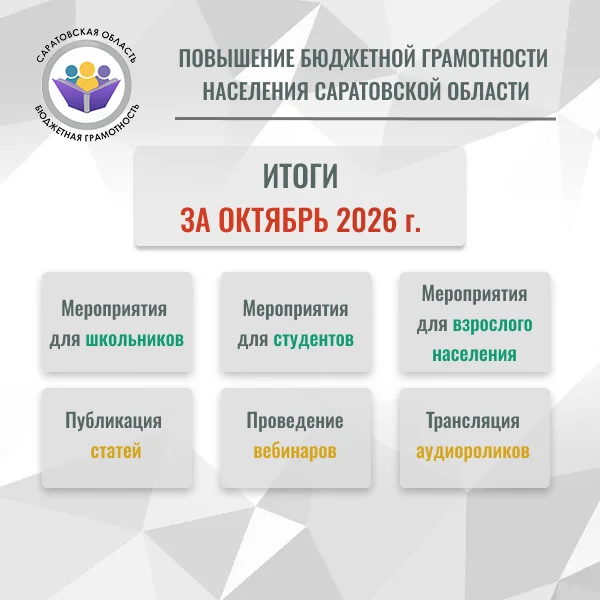 САРАТОВСКАЯ ОБЛАСТЬ
БЮДЖЕТНАЯ ГРАМОТНОСТЬ
ПОВЫШЕНИЕ БЮДЖЕТНОЙ ГРАМОТНОСТИ
НАСЕЛЕНИЯ САРАТОВСКОЙ ОБЛАСТИ
ИТОГИ
ЗА ОКТЯБРЬ 2026 г.
Мероприятия
для школьников
Мероприятия
для студентов
Мероприятия
для взрослого
населения
Публикация
статей
Проведение
вебинаров
Трансляция
аудиороликов